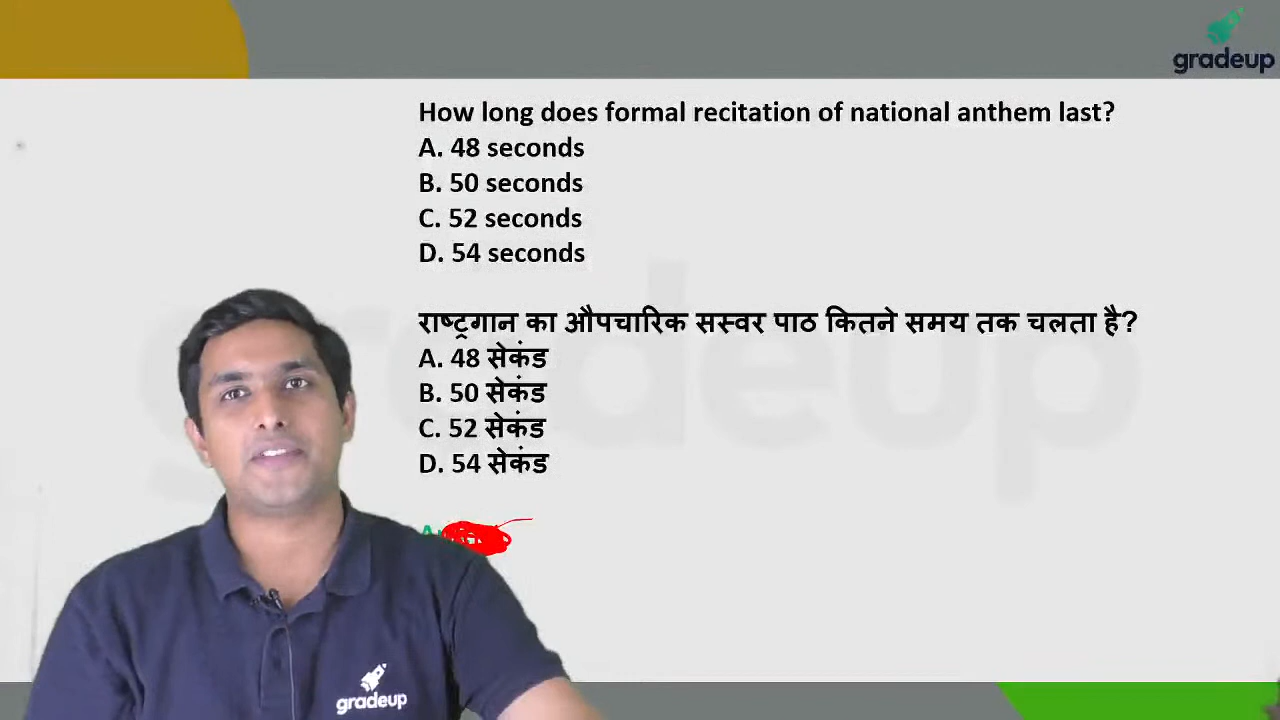 gradeup
How long does formal recitation of national anthem last?
A. 48 seconds
B. 50 seconds
C. 52 seconds
D. 54 seconds
राष्ट्रगान का औपचारिक सस्वर पाठ कितने समय तक चलता है?
A. 48 सेकंड
B. 50 सेकंड
C. 52 सेकंड
D. 54 सेकंड
gradeup
gradeup